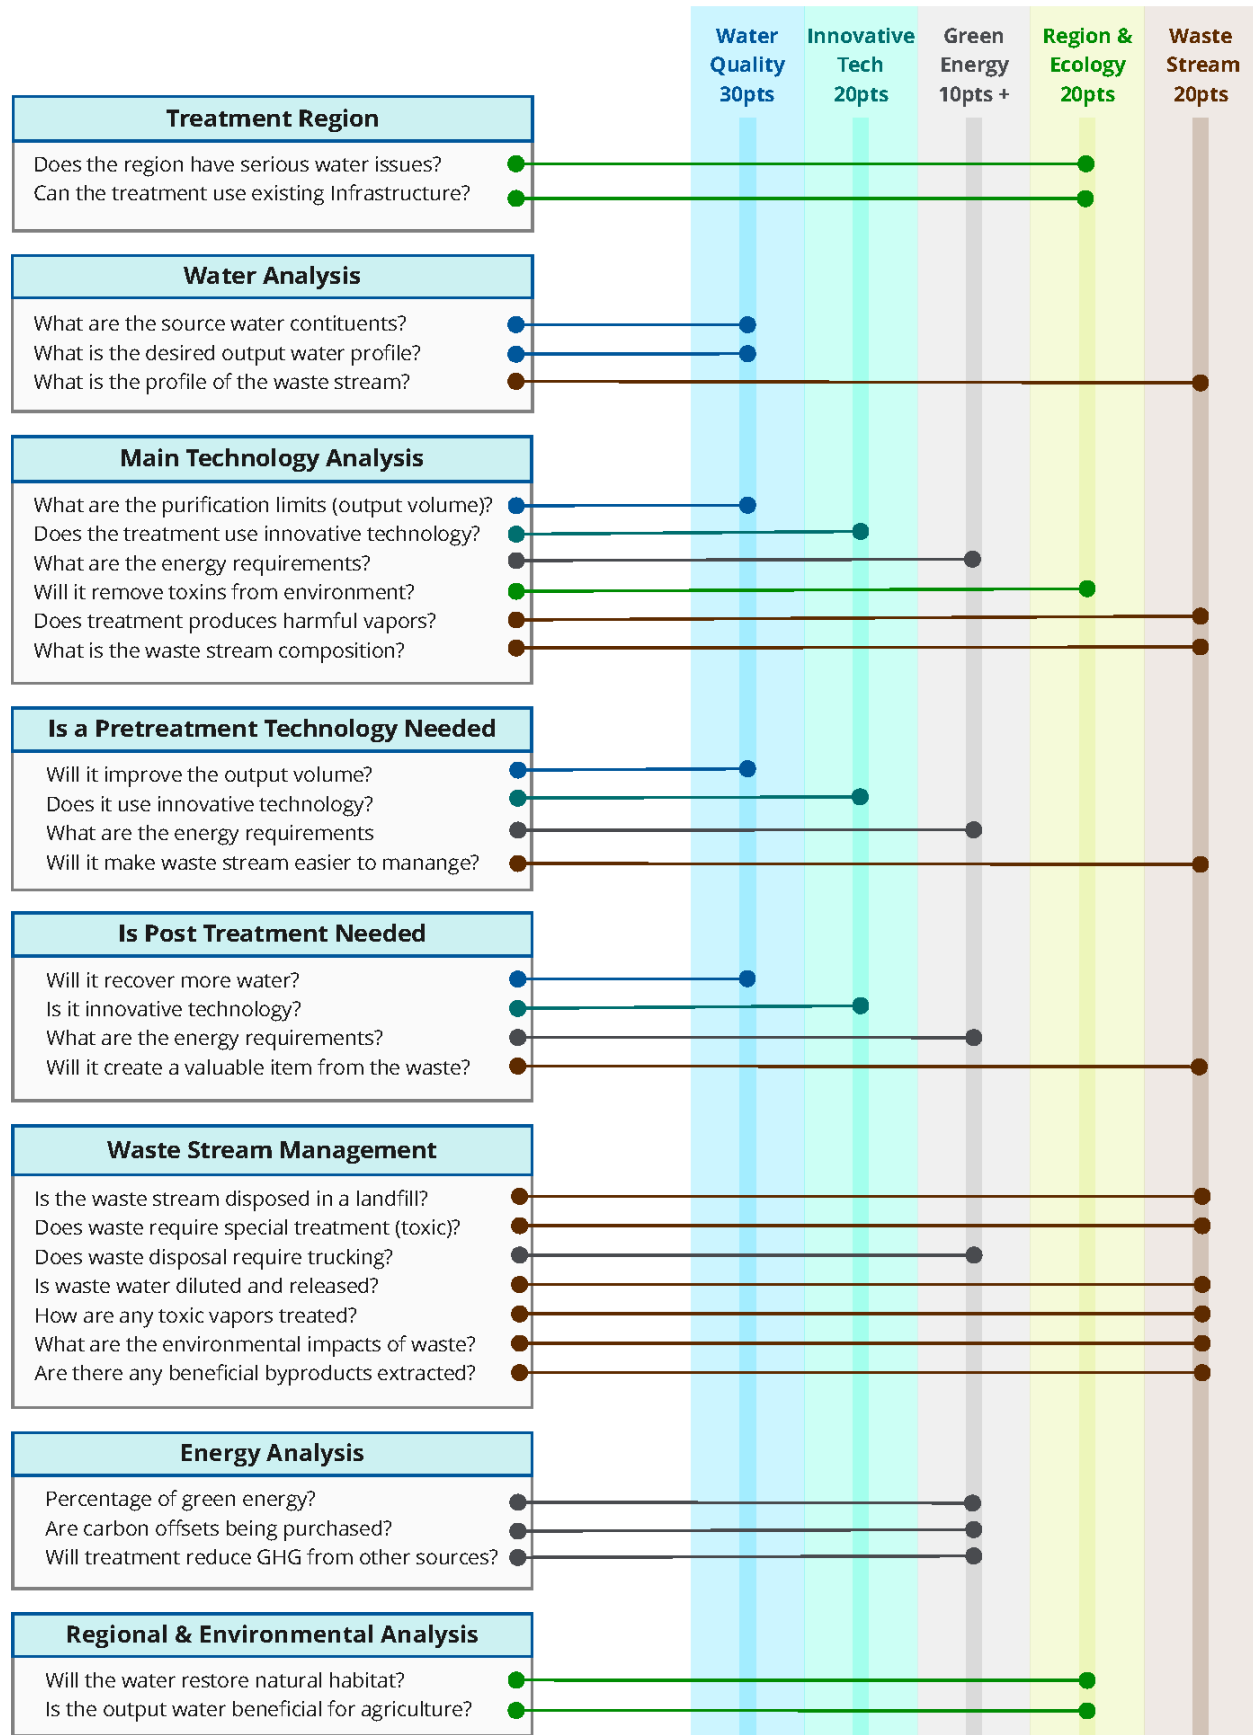 Water Quality 30pts
Innovative Tech 20pts
Green Energy 10pts +
Region & Ecology 20pts
Waste Stream 20pts
Treatment Region
Does the region have serious water issues?
Can the treatment use existing Infrastructure?
Water Analysis
What are the source water contituents?
What is the desired output water profile?
What is the profile of the waste stream?
Main Technology Analysis
What are the purification limits (output volume)?
Does the treatment use innovative technology?
What are the energy requirements?
Will it remove toxins from environment?
Does treatment produces harmful vapors?
What is the waste stream composition?
Is a Pretreatment Technology Needed
Will it improve the output volume?
Does it use innovative technology?
What are the energy requirements
Will it make waste stream easier to manange?
Is Post Treatment Needed
Will it recover more water?
Is it innovative technology?
What are the energy requirements?
Will it create a valuable item from the waste?
Waste Stream Management
Is the waste stream disposed in a landfill?
Does waste require special treatment (toxic)?
Does waste disposal require trucking?
Is waste water diluted and released?
How are any toxic vapors treated?
What are the environmental impacts of waste?
Are there any beneficial byproducts extracted?
Energy Analysis
Percentage of green energy?
Are carbon offsets being purchased?
Will treatment reduce GHG from other sources?
Regional & Environmental Analysis
Will the water restore natural habitat?
Is the output water beneficial for agriculture?